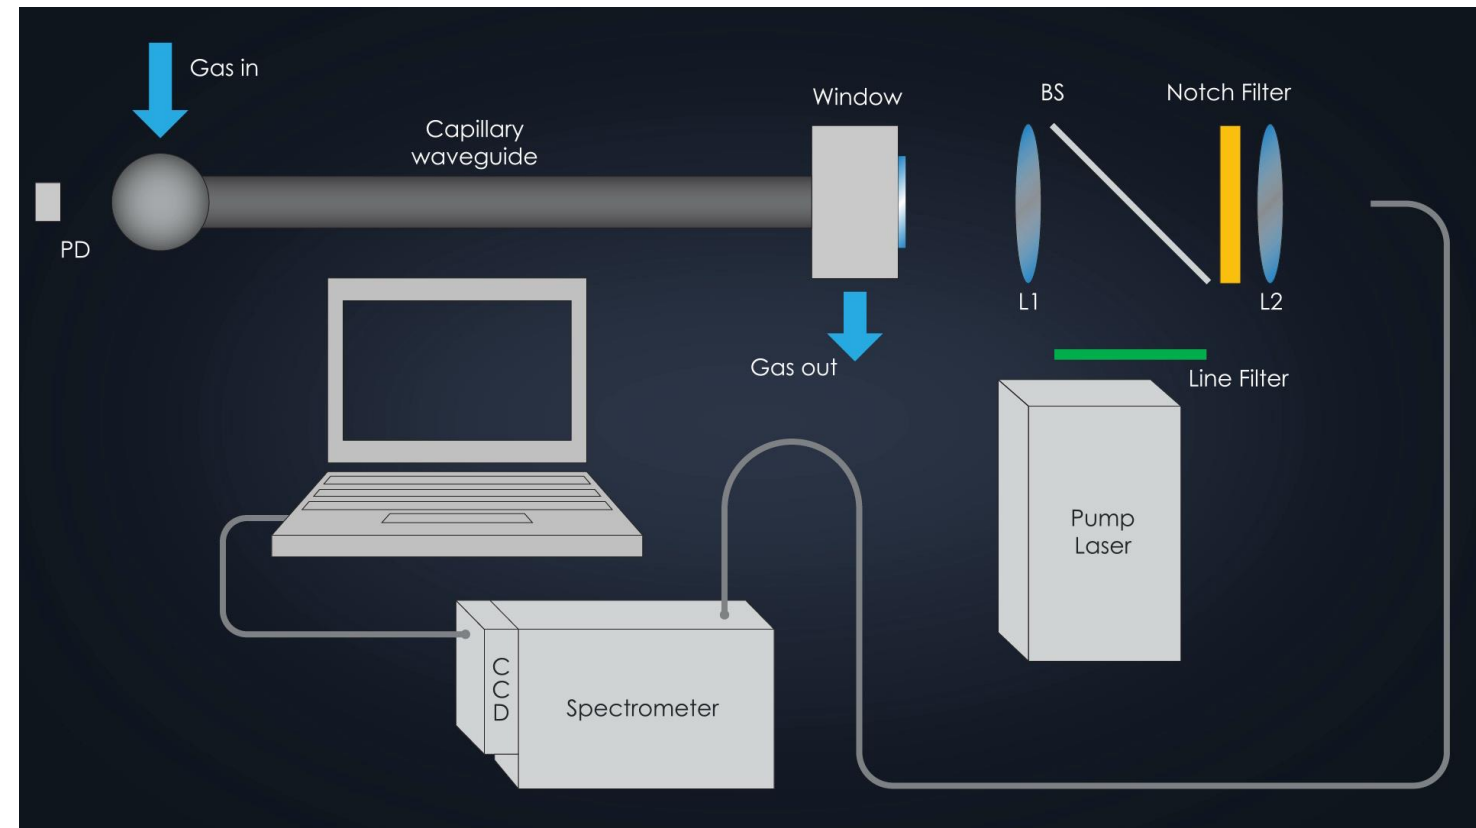 Gas in
Window
BS
Notch Filter
Capillary
waveguide
PD
L1
L2
Gas out
Line Filter
Pump
Laser
C
C
D
Spectrometer